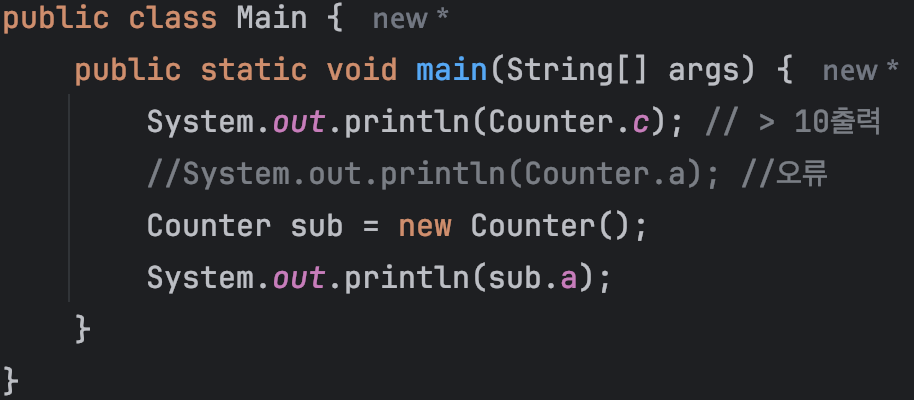 public class Main {  new *
    public static void main(String[] args) {  new *
        System.out.println(Counter.c); // > 10출력
        //System.out.println(Counter.a); //오류
        Counter sub = new Counter();
        System.out.println(sub.a);
    }
}